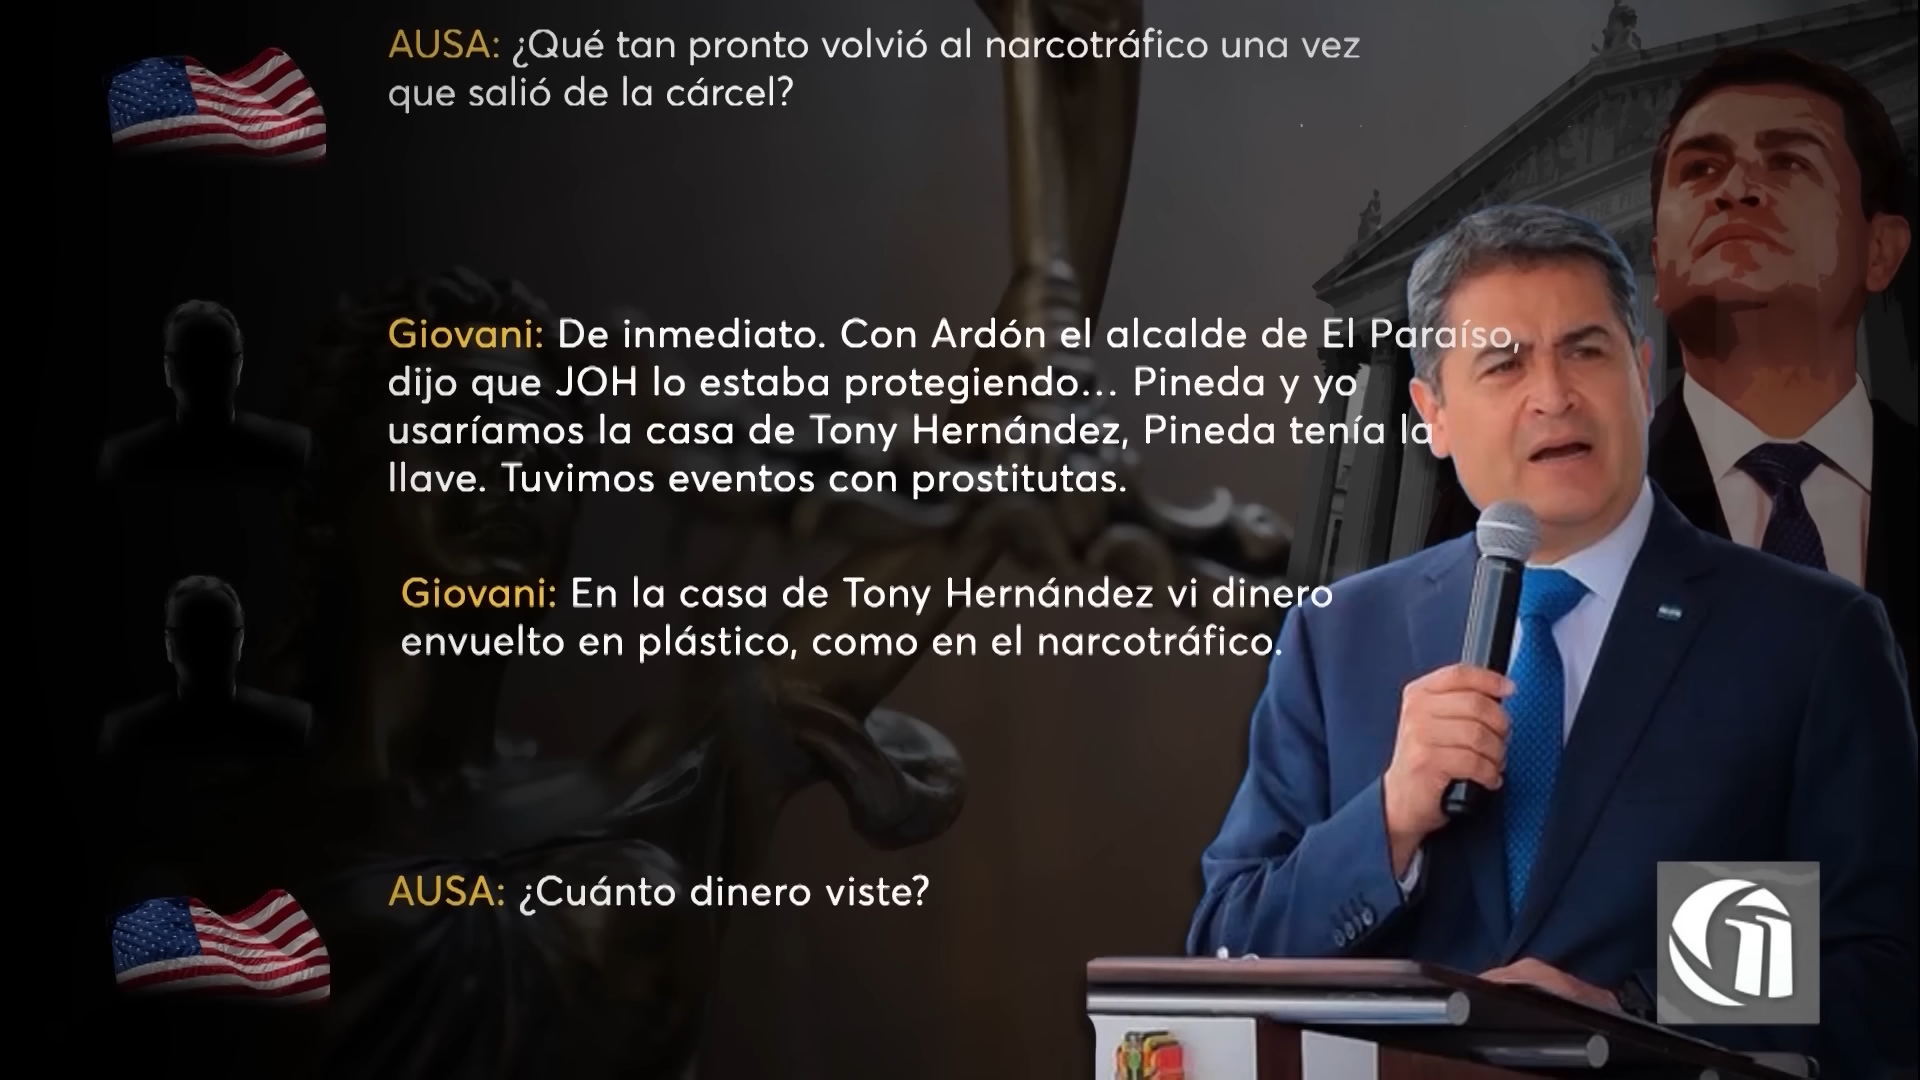 AUSA: ¿Qué tan pronto volvió al narcotráfico una vez
que salió de la cárcel?
Giovani: De inmediato. Con Ardón el alcalde de El Paraíso,
dijo que JOH lo estaba protegiendo... Pineda y yo
usaríamos la casa de Tony Hernández, Pineda tenía la
llave. Tuvimos eventos con prostitutas.
Giovani: En la casa de Tony Hernández vi dinero
envuelto en plástico, como en el narcotráfico.
AUSA: ¿Cuánto dinero viste?